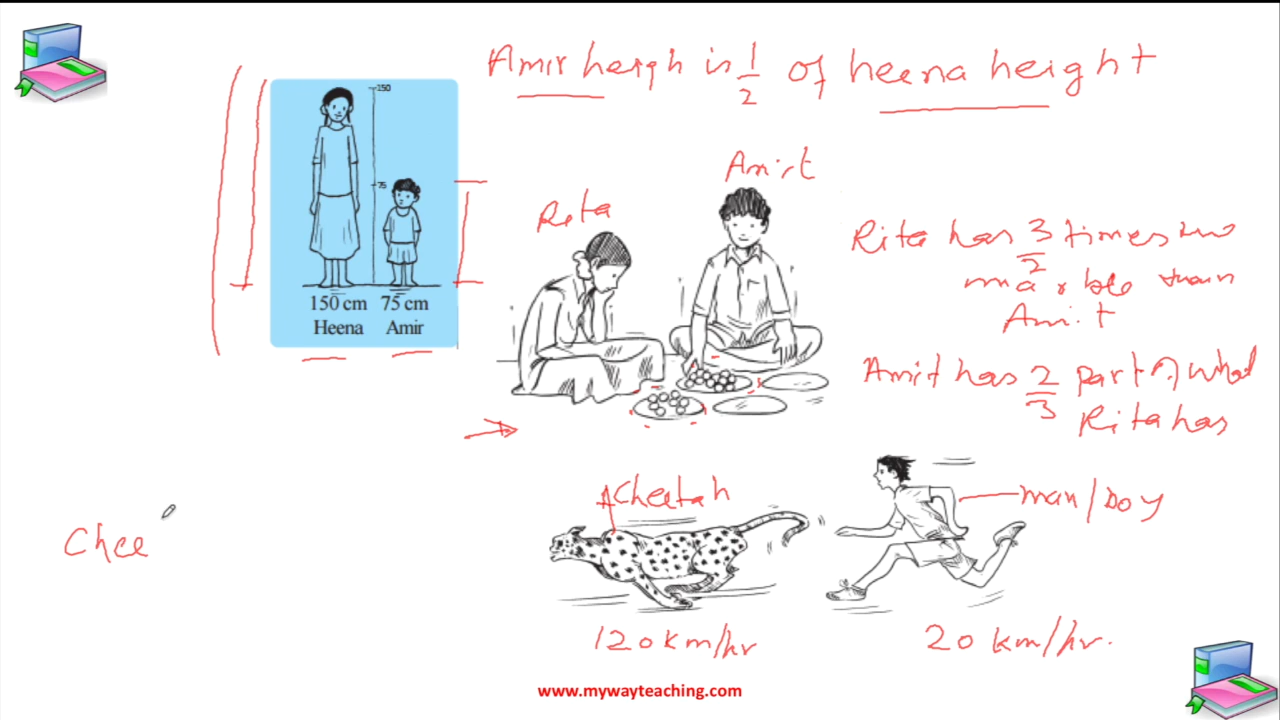 Amir heigh is 1/2 of heena height
150
75
150 cm 75 cm
Heena Amir
Amit
Rita
Rita has 3/2 times
marble than
Amit
Amit has 2/3 part of what
Rita has
Cheetah
man/boy
Chee
120 km/hr
20 km/hr.
www.mywayteaching.com